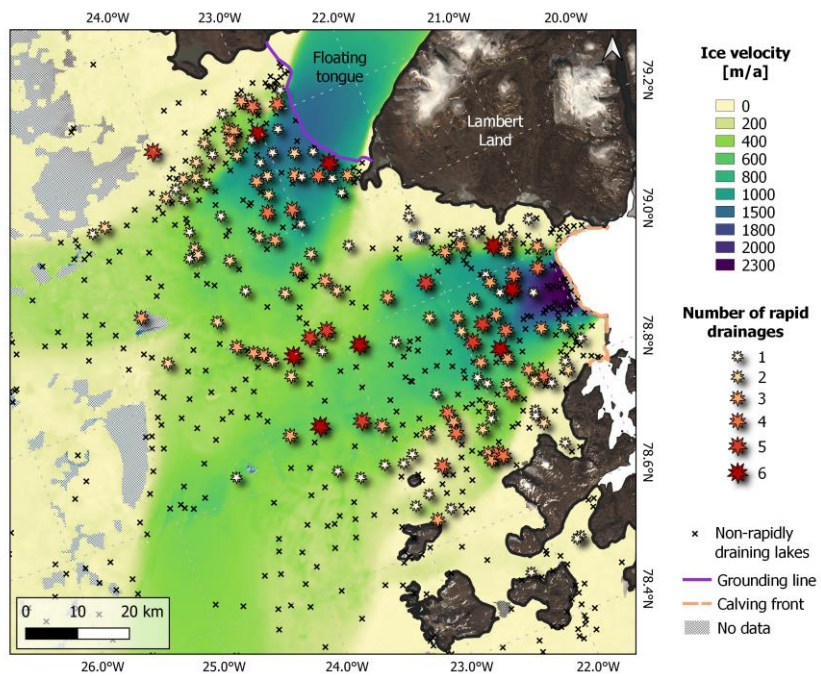 24.0°W
23.0°W
22.0°W
21.0°W
20.0°W
Floating
tongue
Lambert
Land
79.2°N
79.0°N
78.8°N
78.6°N
78.4°N
0 10 20 km
26.0°W
25.0°W
24.0°W
23.0°W
22.0°W
Ice velocity
[m/a]
0
200
400
600
800
1000
1500
1800
2000
2300
Number of rapid
drainages
1
2
3
4
5
6
Non-rapidly
draining lakes
Grounding line
Calving front
No data